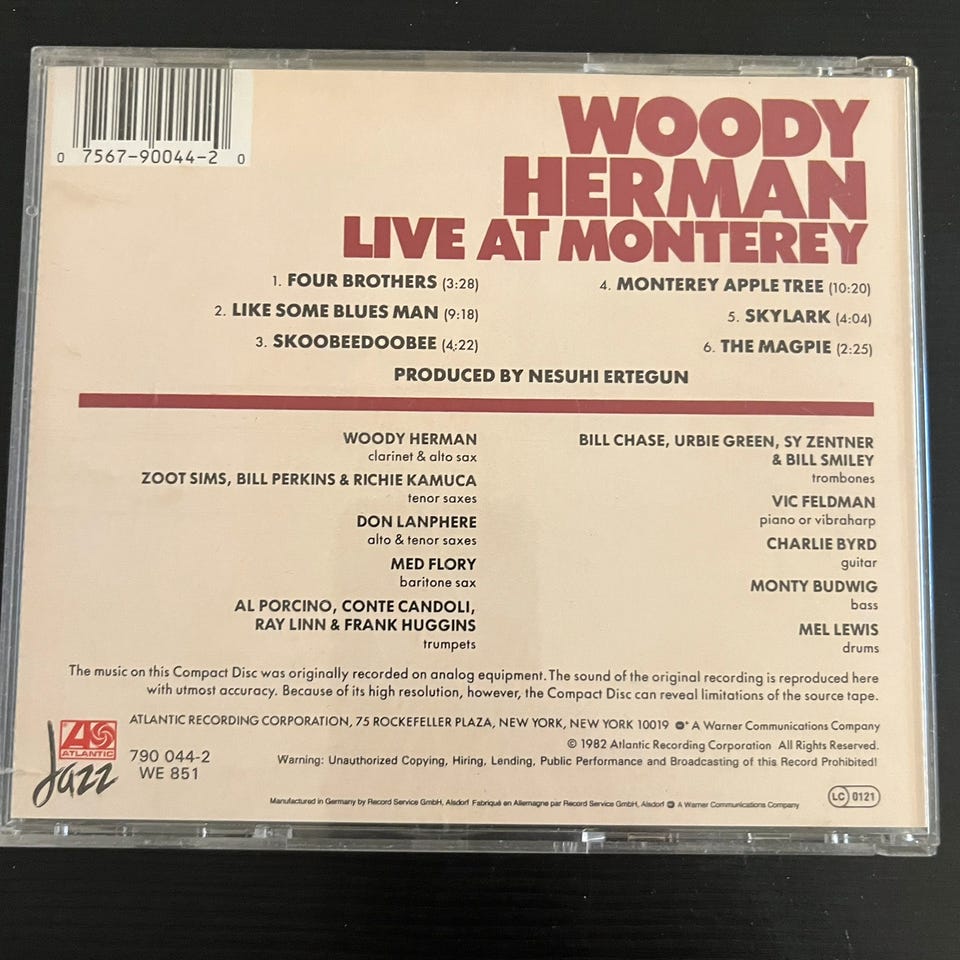 0 7567-90044-2 0
WOODY
HERMAN
LIVE AT MONTEREY
1. FOUR BROTHERS (3:28)
2. LIKE SOME BLUES MAN (9:18)
3. SKOOBEEDOOBEE (4:22)
4. MONTEREY APPLE TREE (10:20)
5. SKYLARK (4:04)
6. THE MAGPIE (2:25)
PRODUCED BY NESUHI ERTEGUN
WOODY HERMAN
clarinet & alto sax
ZOOT SIMS, BILL PERKINS & RICHIE KAMUCA
tenor saxes
DON LANPHERE
alto & tenor saxes
MED FLORY
baritone sax
AL PORCINO, CONTE CANDOLI,
RAY LINN & FRANK HUGGINS
trumpets
BILL CHASE, URBIE GREEN, SY ZENTNER
& BILL SMILEY
trombones
VIC FELDMAN
piano or vibraharp
CHARLIE BYRD
guitar
MONTY BUDWIG
bass
MEL LEWIS
drums
The music on this Compact Disc was originally recorded on analog equipment. The sound of the original recording is reproduced here
with utmost accuracy. Because of its high resolution, however, the Compact Disc can reveal limitations of the source tape.
ATLANTIC RECORDING CORPORATION, 75 ROCKEFELLER PLAZA, NEW YORK, NEW YORK 10019 A Warner Communications Company
© 1982 Atlantic Recording Corporation All Rights Reserved.
Warning: Unauthorized Copying, Hiring, Lending, Public Performance and Broadcasting of this Record Prohibited!
ATLANTIC
Jazz
790 044-2
WE 851
Manufactured in Germany by Record Service GmbH, Alsdorf Fabriqué en Allemagne par Record Service GmbH, Alsdorf A Warner Communications Company
LC 0121